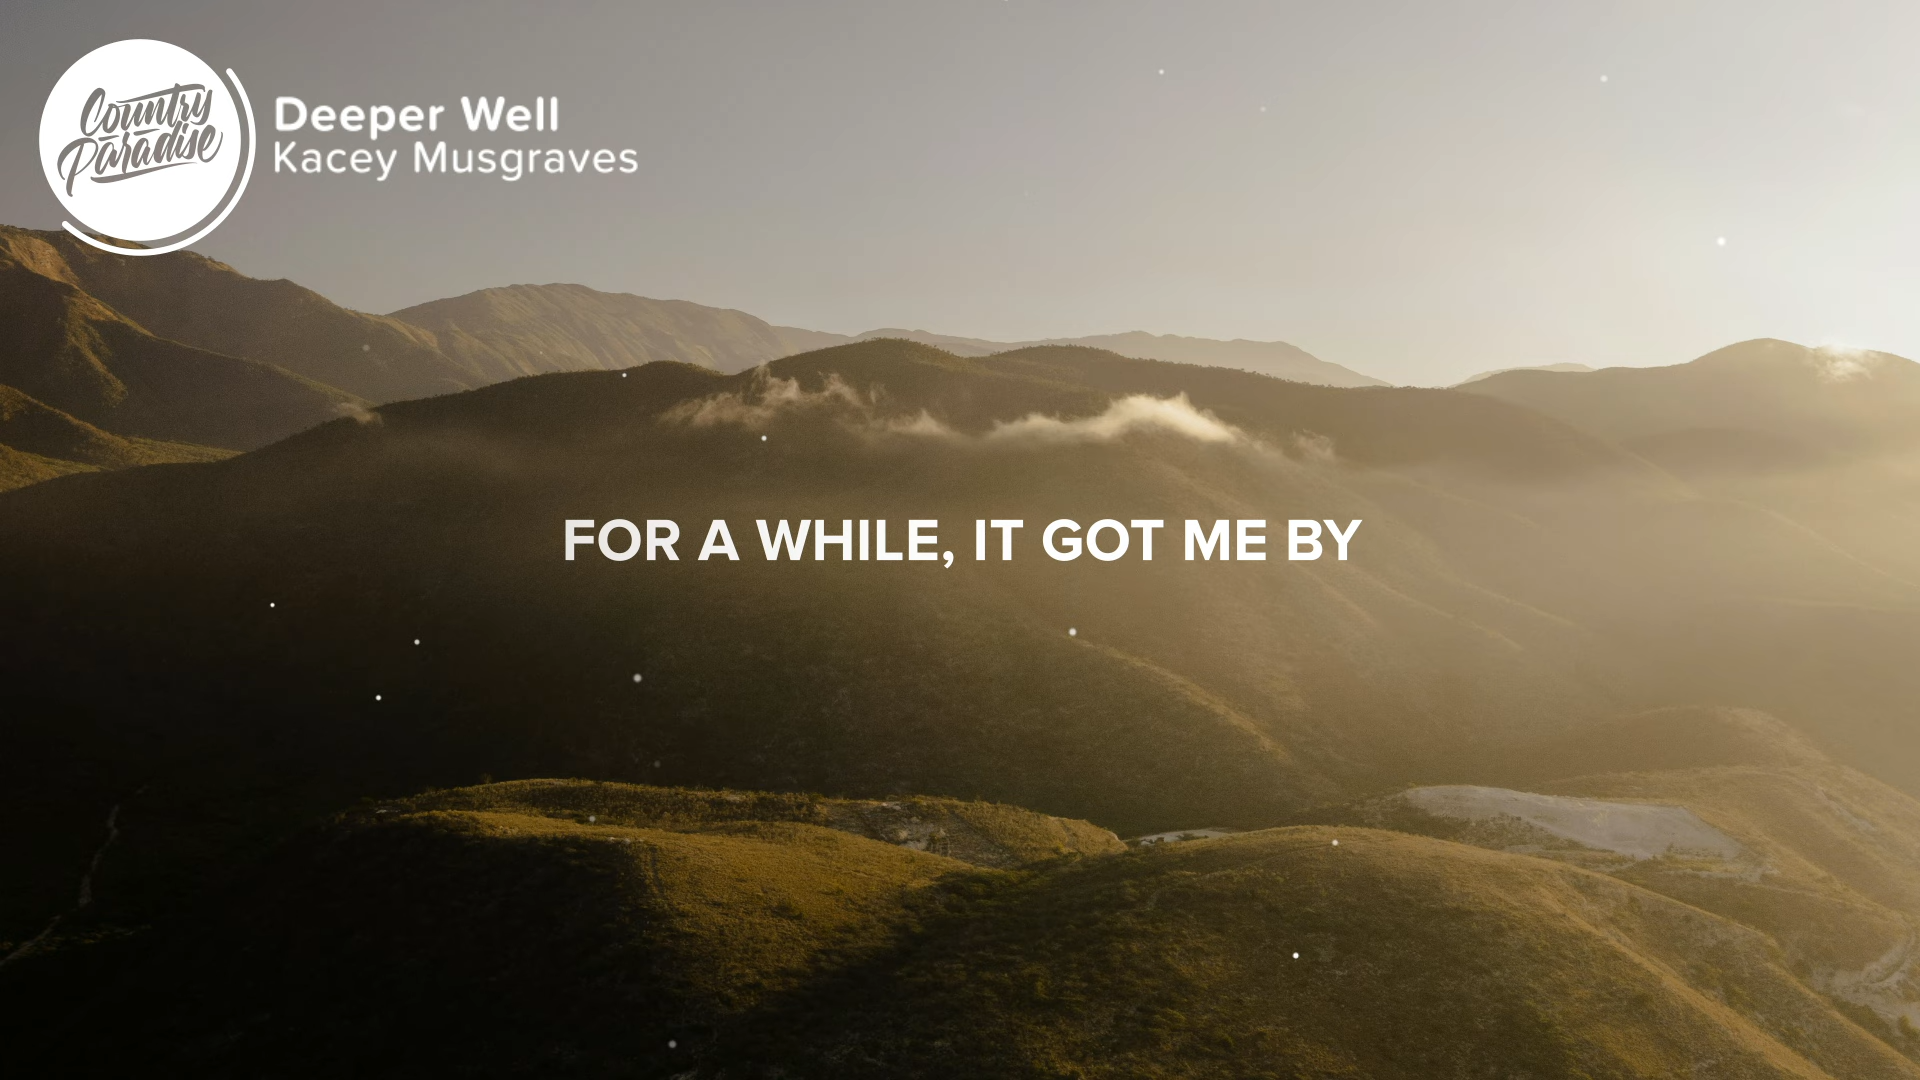 Country
Paradise
Deeper Well
Kacey Musgraves
FOR A WHILE, IT GOT ME BY